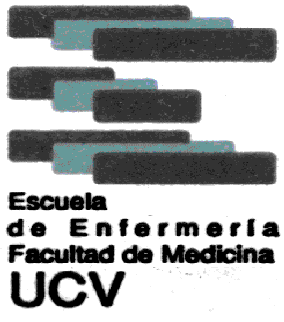 Escuela
de Enfermería
Facultad de Medicina
UCV